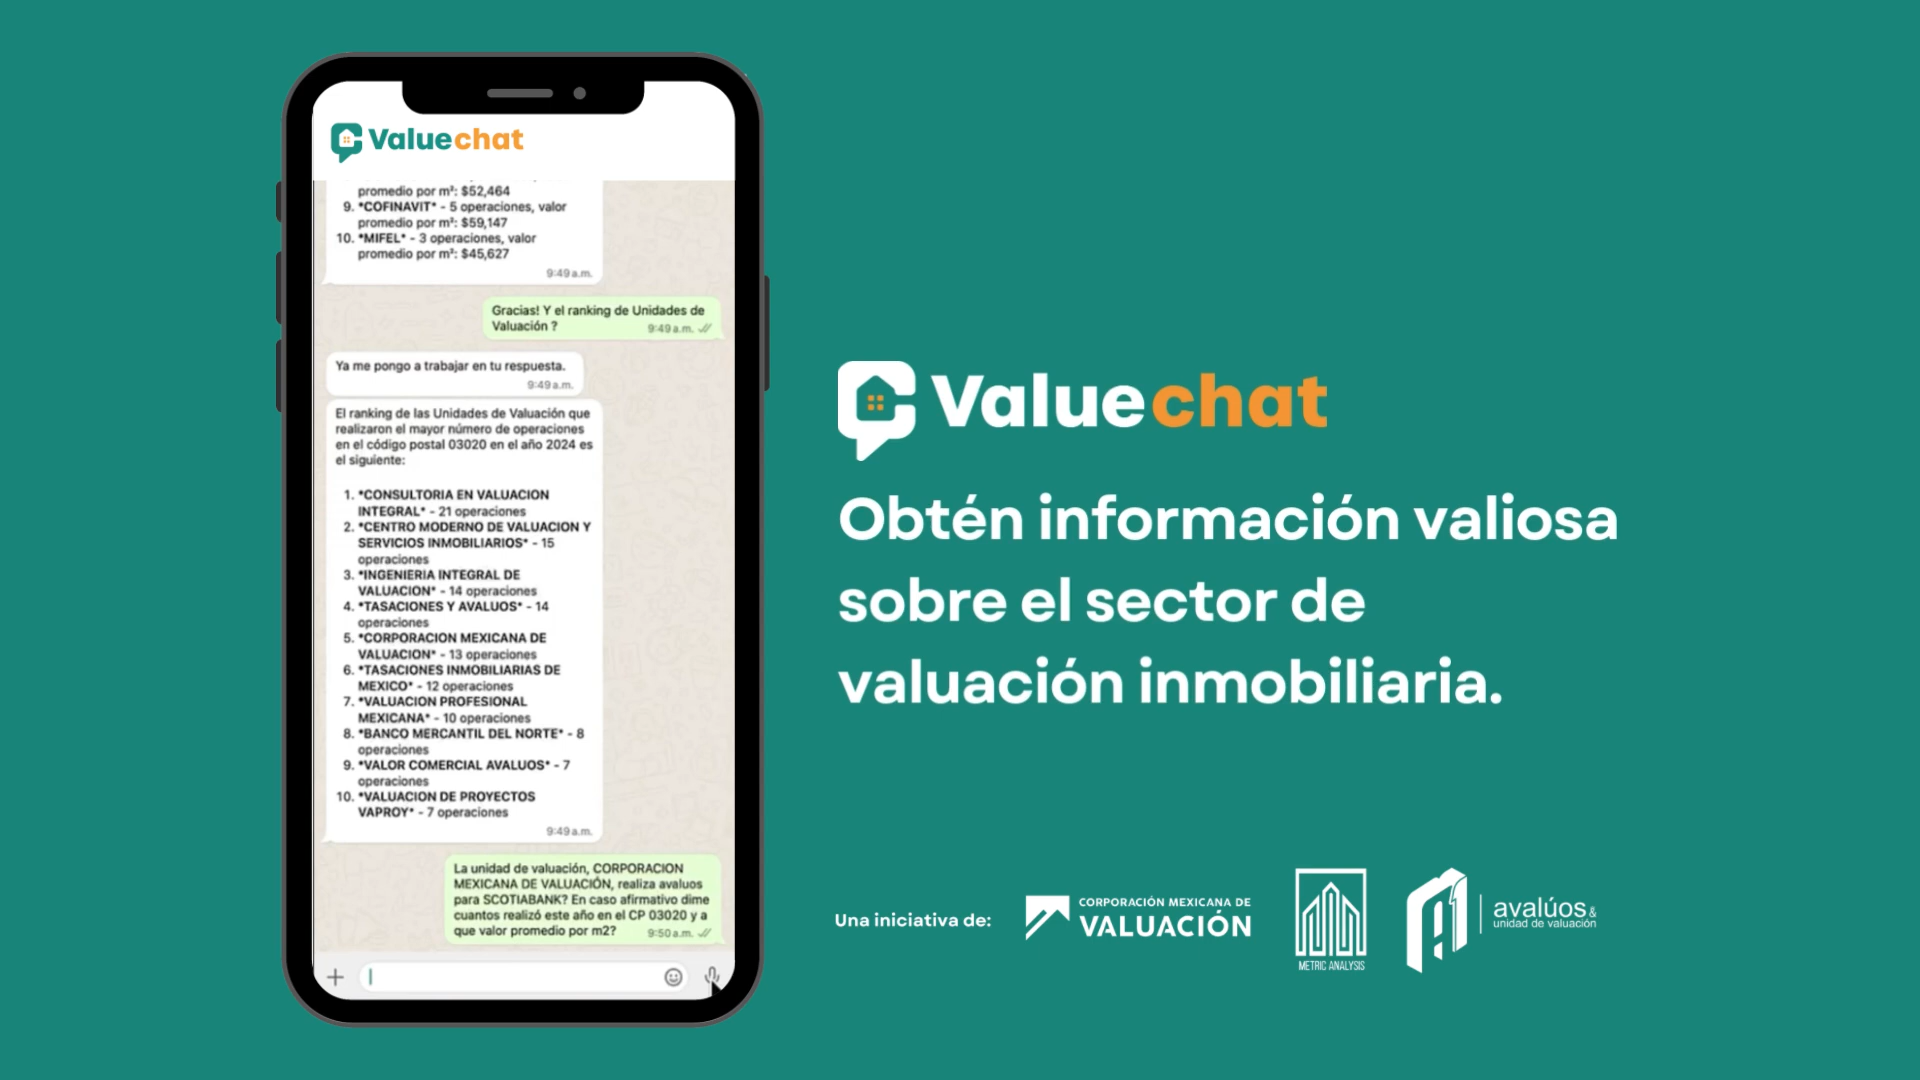 Valuechat
promedio por m²: $52,464
9. *COFINAVIT* - 5 operaciones, valor
promedio por m²: $59,147
10. *MIFEL* - 3 operaciones, valor
promedio por m²: $45,627
9:49 a.m.
Gracias! Y el ranking de Unidades de
Valuación ?
9:49 a.m.
Ya me pongo a trabajar en tu respuesta.
9:49 a.m.
El ranking de las Unidades de Valuación que
realizaron el mayor número de operaciones
en el código postal 03020 en el año 2024 es
el siguiente:
1. *CONSULTORIA EN VALUACION
INTEGRAL* - 21 operaciones
2. *CENTRO MODERNO DE VALUACION Y
SERVICIOS INMOBILIARIOS* - 15
operaciones
3. *INGENIERIA INTEGRAL DE
VALUACION* - 14 operaciones
4. *TASACIONES Y AVALUOS* - 14
operaciones
5. *CORPORACION MEXICANA DE
VALUACION* - 13 operaciones
6. *TASACIONES INMOBILIARIAS DE
MEXICO* - 12 operaciones
7. *VALUACION PROFESIONAL
MEXICANA* - 10 operaciones
8. *BANCO MERCANTIL DEL NORTE* - 8
operaciones
9. *VALOR COMERCIAL AVALUOS* - 7
operaciones
10. *VALUACION DE PROYECTOS
VAPROY* - 7 operaciones
9:49 a.m.
La unidad de valuación, CORPORACION
MEXICANA DE VALUACIÓN, realiza avaluos
para SCOTIABANK? En caso afirmativo dime
cuantos realizó este año en el CP 03020 y a
que valor promedio por m2?
9:50 a.m.
Valuechat
Obtén información valiosa
sobre el sector de
valuación inmobiliaria.
Una iniciativa de:
CORPORACIÓN MEXICANA DE
VALUACIÓN
METRIC ANALYSIS
A1
avalúos&
unidad de valuación